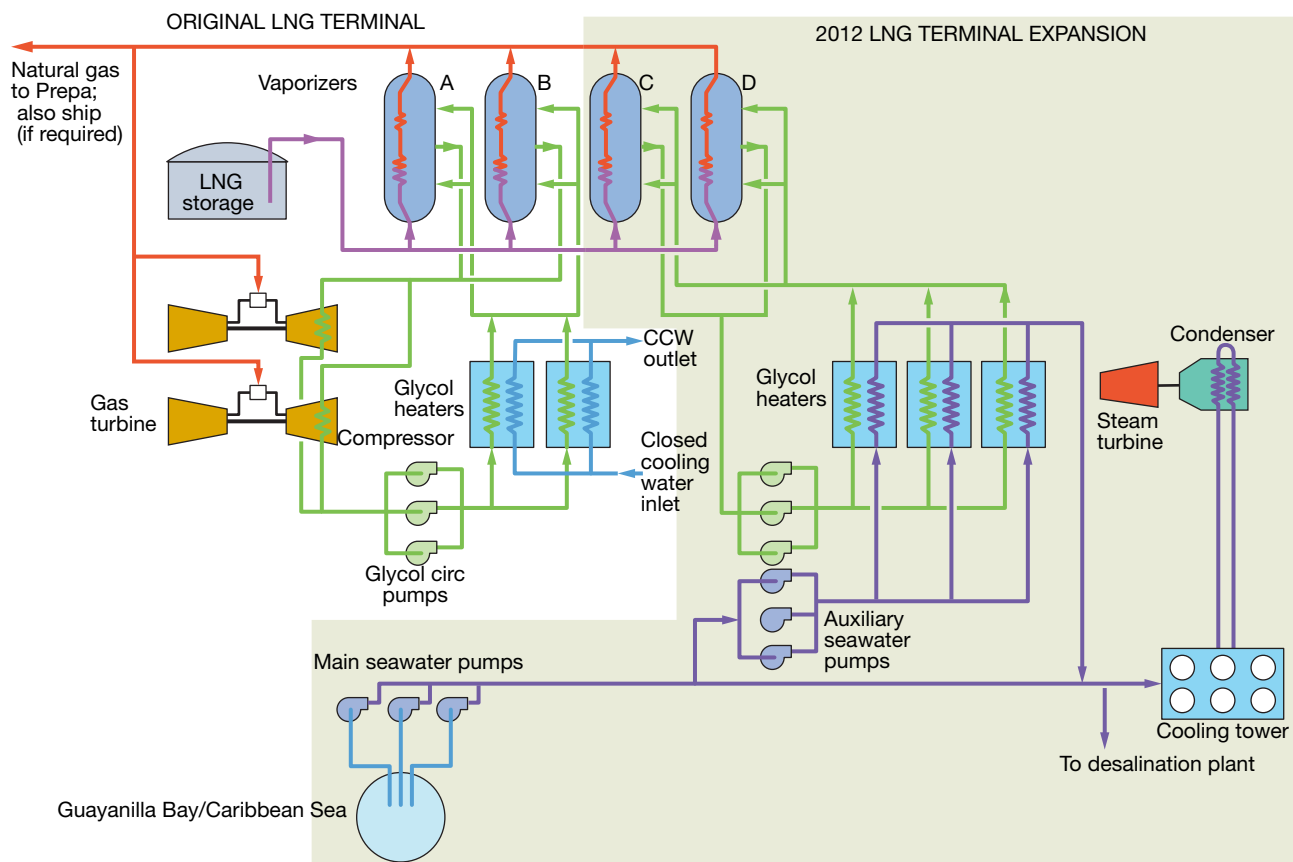 ORIGINAL LNG TERMINAL
2012 LNG TERMINAL EXPANSION
Natural gas
to Prepa;
also ship
(if required)
Vaporizers
A
B
C
D
LNG
storage
CCW
outlet
Condenser
Glycol
heaters
Glycol
heaters
Gas
turbine
Compressor
Steam
turbine
Closed
cooling
water
inlet
Glycol circ
pumps
Auxiliary
seawater
pumps
Main seawater pumps
Cooling tower
To desalination plant
Guayanilla Bay/Caribbean Sea